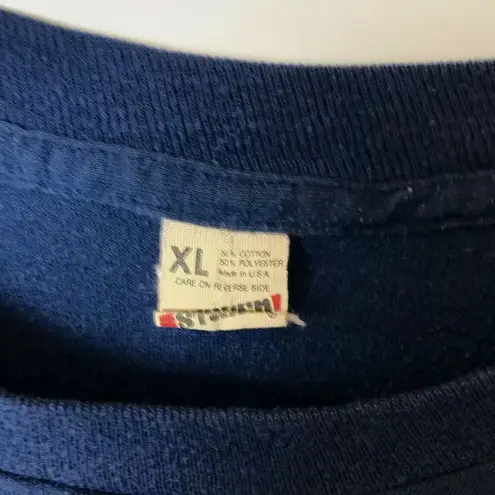 XL
50% COTTON
50% POLYESTER
Made in U.S.A.
CARE ON REVERSE SIDE